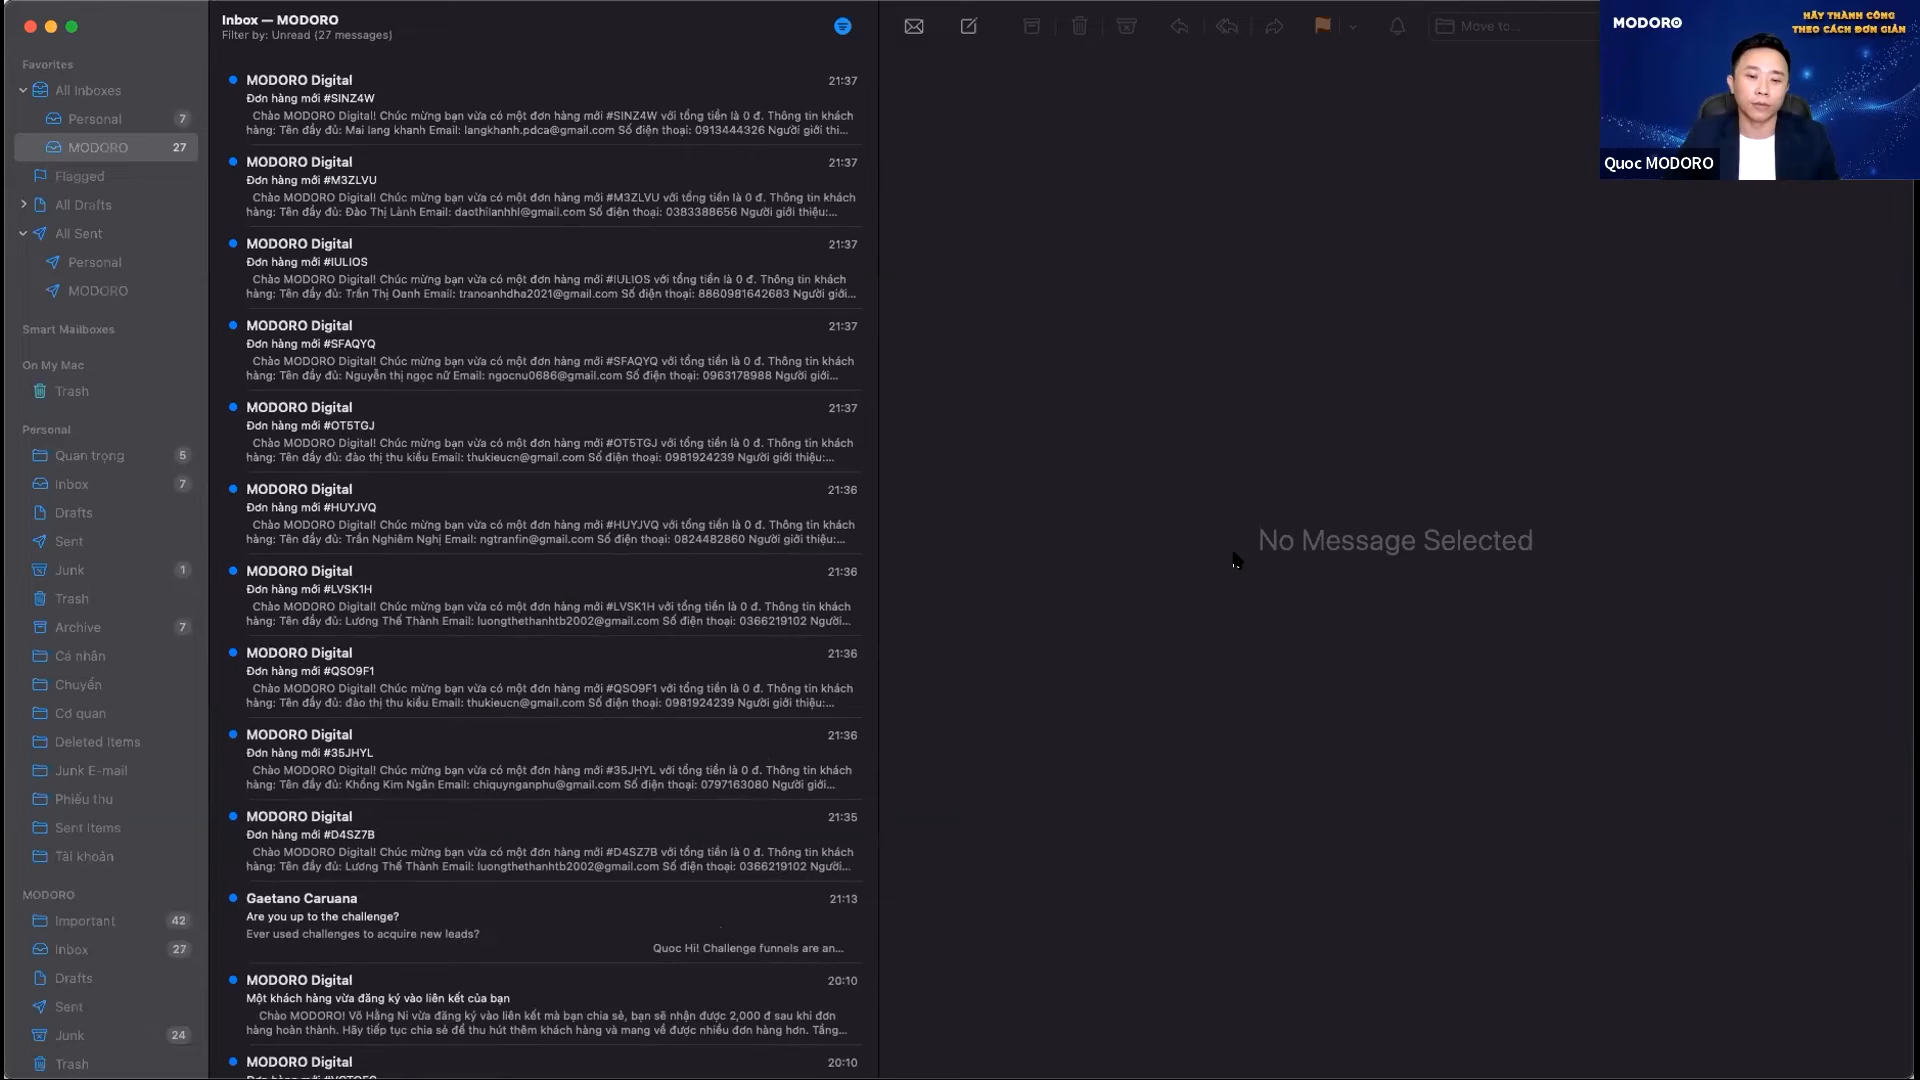 Inbox — MODORO
Filter by: Unread (27 messages)
Move to...
MODORO
HÃY THÀNH CÔNG
THEO CÁCH ĐƠN GIẢN
Quoc MODORO
Favorites
All Inboxes
Personal 7
MODORO 27
Flagged
All Drafts
All Sent
Personal
MODORO
Smart Mailboxes
On My Mac
Trash
Personal
Quan trọng 5
Inbox 7
Drafts
Sent
Junk 1
Trash
Archive 7
Cá nhân
Chuyển
Cơ quan
Deleted Items
Junk E-mail
Phiếu thu
Sent Items
Tài khoản
MODORO
Important 42
Inbox 27
Drafts
Sent
Junk 24
Trash
MODORO Digital 21:37
Đơn hàng mới #SINZ4W
Chào MODORO Digital! Chúc mừng bạn vừa có một đơn hàng mới #SINZ4W với tổng tiền là 0 đ. Thông tin khách
hàng: Tên đầy đủ: Mai lang khanh Email: langkhanh.pdca@gmail.com Số điện thoại: 0913444326 Người giới thi...
MODORO Digital 21:37
Đơn hàng mới #M3ZLVU
Chào MODORO Digital! Chúc mừng bạn vừa có một đơn hàng mới #M3ZLVU với tổng tiền là 0 đ. Thông tin khách
hàng: Tên đầy đủ: Đào Thị Lành Email: daothilanhhl@gmail.com Số điện thoại: 0383388656 Người giới thiệu:...
MODORO Digital 21:37
Đơn hàng mới #IULIOS
Chào MODORO Digital! Chúc mừng bạn vừa có một đơn hàng mới #IULIOS với tổng tiền là 0 đ. Thông tin khách
hàng: Tên đầy đủ: Trần Thị Oanh Email: tranoanhdha2021@gmail.com Số điện thoại: 8860981642683 Người giới...
MODORO Digital 21:37
Đơn hàng mới #SFAQYQ
Chào MODORO Digital! Chúc mừng bạn vừa có một đơn hàng mới #SFAQYQ với tổng tiền là 0 đ. Thông tin khách
hàng: Tên đầy đủ: Nguyễn thị ngọc nữ Email: ngocnu0686@gmail.com Số điện thoại: 0963178988 Người giới...
MODORO Digital 21:37
Đơn hàng mới #OT5TGJ
Chào MODORO Digital! Chúc mừng bạn vừa có một đơn hàng mới #OT5TGJ với tổng tiền là 0 đ. Thông tin khách
hàng: Tên đầy đủ: đào thị thu kiều Email: thukieucn@gmail.com Số điện thoại: 0981924239 Người giới thiệu:...
MODORO Digital 21:36
Đơn hàng mới #HUYJVQ
Chào MODORO Digital! Chúc mừng bạn vừa có một đơn hàng mới #HUYJVQ với tổng tiền là 0 đ. Thông tin khách
hàng: Tên đầy đủ: Trần Nghiêm Nghị Email: ngtranfin@gmail.com Số điện thoại: 0824482860 Người giới thiệu:...
MODORO Digital 21:36
Đơn hàng mới #LVSK1H
Chào MODORO Digital! Chúc mừng bạn vừa có một đơn hàng mới #LVSK1H với tổng tiền là 0 đ. Thông tin khách
hàng: Tên đầy đủ: Lương Thế Thành Email: luongthethanhtb2002@gmail.com Số điện thoại: 0366219102 Người...
MODORO Digital 21:36
Đơn hàng mới #QSO9F1
Chào MODORO Digital! Chúc mừng bạn vừa có một đơn hàng mới #QSO9F1 với tổng tiền là 0 đ. Thông tin khách
hàng: Tên đầy đủ: đào thị thu kiều Email: thukieucn@gmail.com Số điện thoại: 0981924239 Người giới thiệu:...
MODORO Digital 21:36
Đơn hàng mới #35JHYL
Chào MODORO Digital! Chúc mừng bạn vừa có một đơn hàng mới #35JHYL với tổng tiền là 0 đ. Thông tin khách
hàng: Tên đầy đủ: Khổng Kim Ngân Email: chiquynganphu@gmail.com Số điện thoại: 0797163080 Người giới...
MODORO Digital 21:35
Đơn hàng mới #D4SZ7B
Chào MODORO Digital! Chúc mừng bạn vừa có một đơn hàng mới #D4SZ7B với tổng tiền là 0 đ. Thông tin khách
hàng: Tên đầy đủ: Lương Thế Thành Email: luongthethanhtb2002@gmail.com Số điện thoại: 0366219102 Người...
Gaetano Caruana 21:13
Are you up to the challenge?
Ever used challenges to acquire new leads?
Quoc Hi! Challenge funnels are an...
MODORO Digital 20:10
Một khách hàng vừa đăng ký vào liên kết của bạn
Chào MODORO! Võ Hằng Ni vừa đăng ký vào liên kết mà bạn chia sẻ, bạn sẽ nhận được 2,000 đ sau khi đơn
hàng hoàn thành. Hãy tiếp tục chia sẻ để thu hút thêm khách hàng và mang về được nhiều đơn hàng hơn. Tầng...
MODORO Digital 20:10
No Message Selected